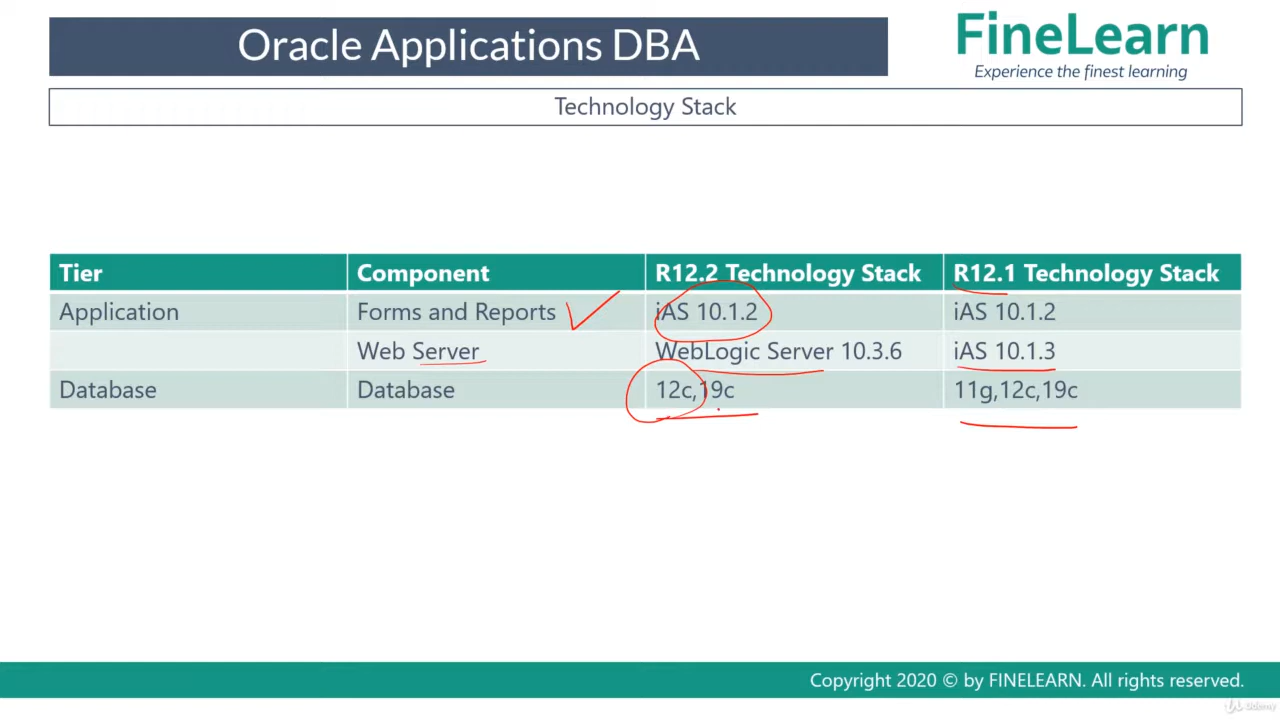 Oracle Applications DBA
FineLearn
Experience the finest learning
Technology Stack
Tier Component R12.2 Technology Stack R12.1 Technology Stack
Application Forms and Reports iAS 10.1.2 iAS 10.1.2
Web Server WebLogic Server 10.3.6 iAS 10.1.3
Database Database 12c,19c 11g,12c,19c
Copyright 2020 © by FINELEARN. All rights reserved.
Udemy